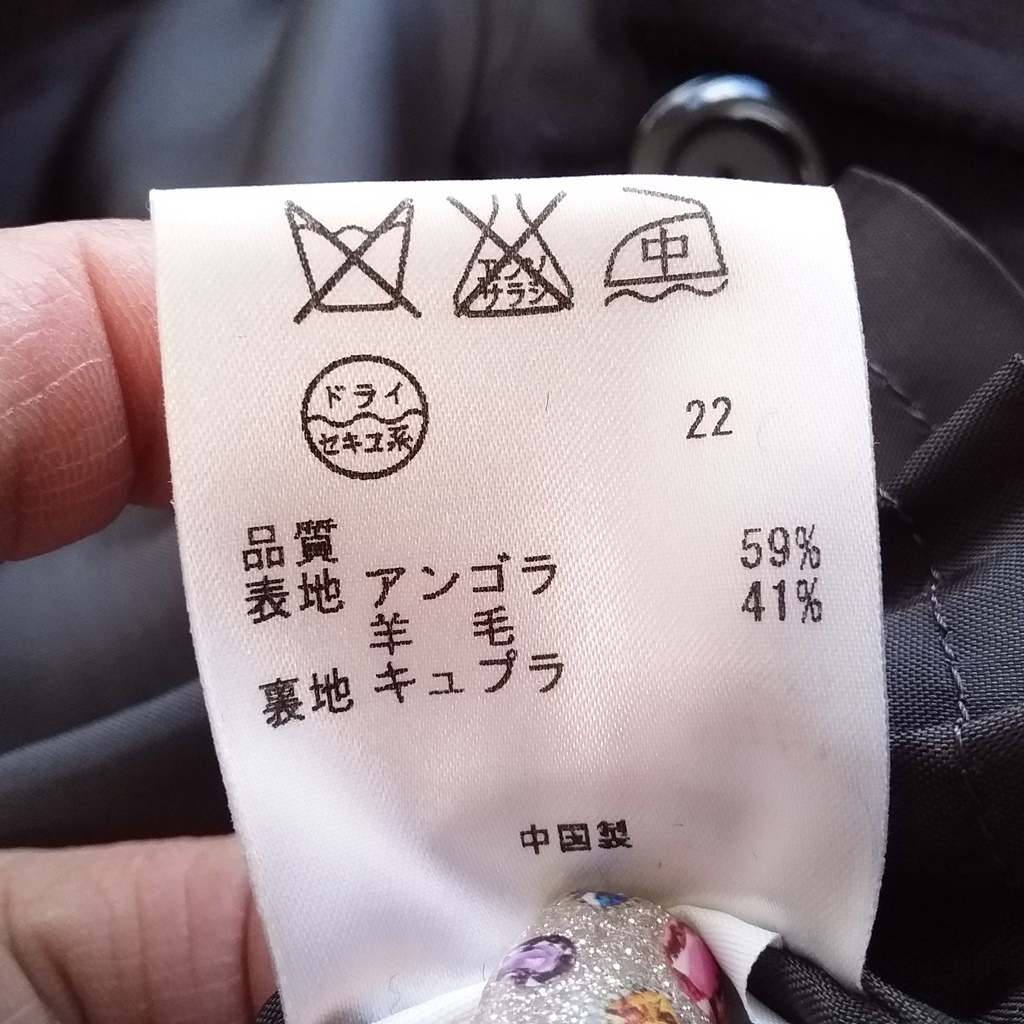 エンソ
サラシ
中
ドライ
セキユ系
22
品質
表地 アンゴラ 59%
羊 毛 41%
裏地 キュプラ
中国製